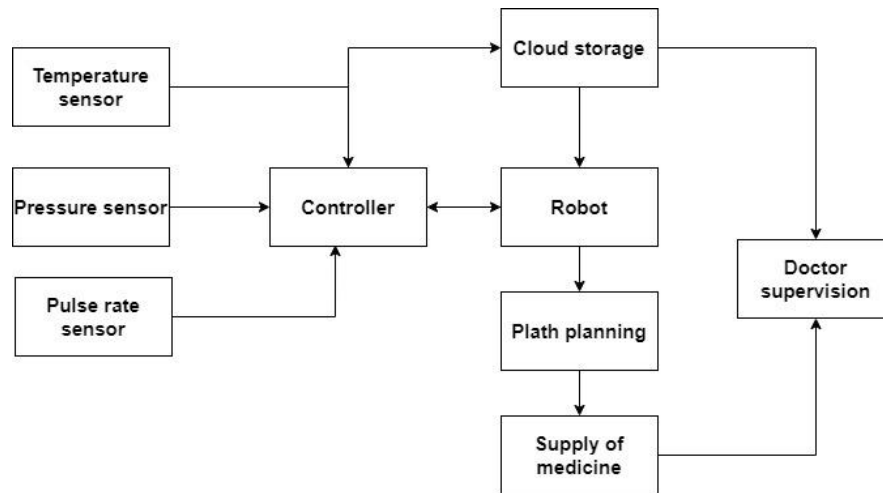 Cloud storage
Temperature
sensor
Pressure sensor
Controller
Robot
Doctor
supervision
Pulse rate
sensor
Plath planning
Supply of
medicine